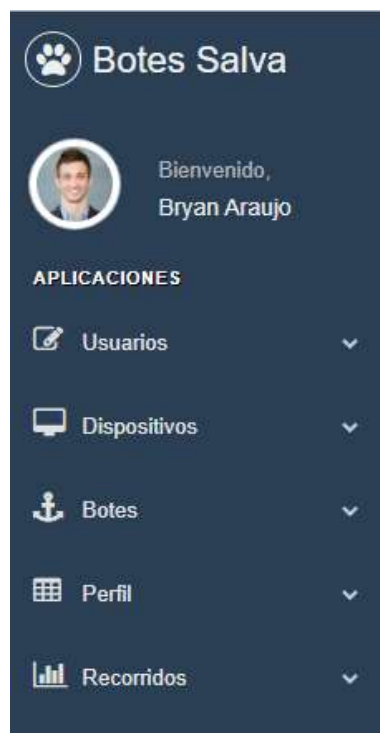 Botes Salva
Bienvenido,
Bryan Araujo
APLICACIONES
Usuarios
Dispositivos
Botes
Perfil
Recorridos